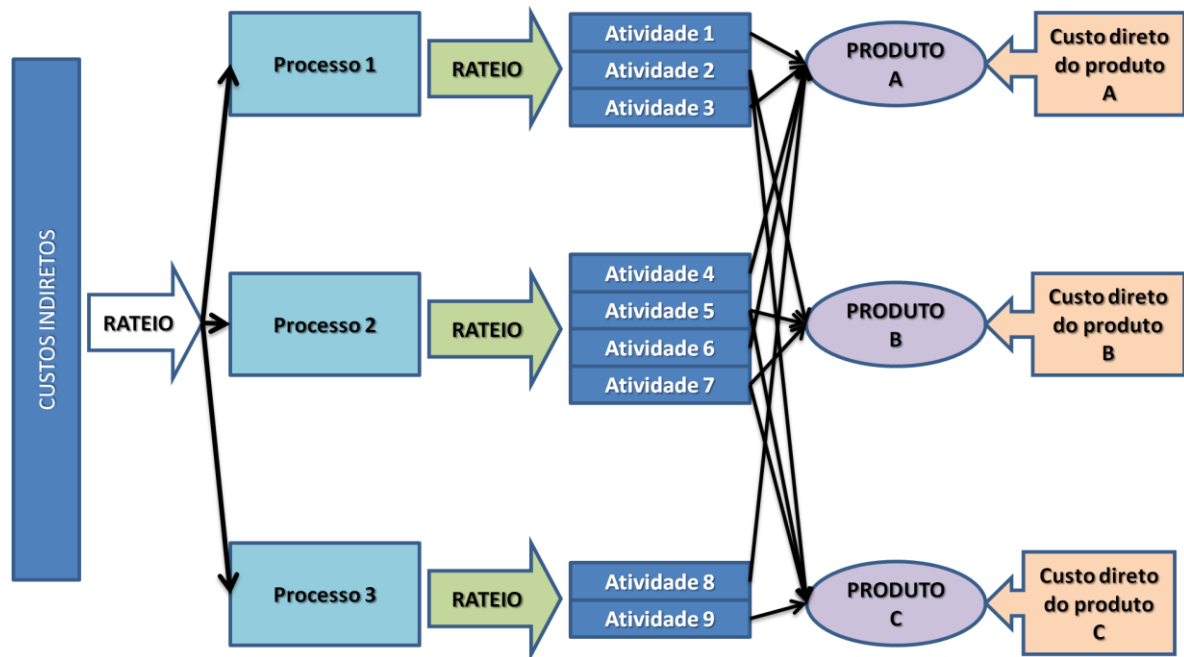 CUSTOS INDIRETOS
RATEIO
Processo 1
RATEIO
Atividade 1
Atividade 2
Atividade 3
PRODUTO
A
Custo direto
do produto
A
Processo 2
RATEIO
Atividade 4
Atividade 5
Atividade 6
Atividade 7
PRODUTO
B
Custo direto
do produto
B
Processo 3
RATEIO
Atividade 8
Atividade 9
PRODUTO
C
Custo direto
do produto
C